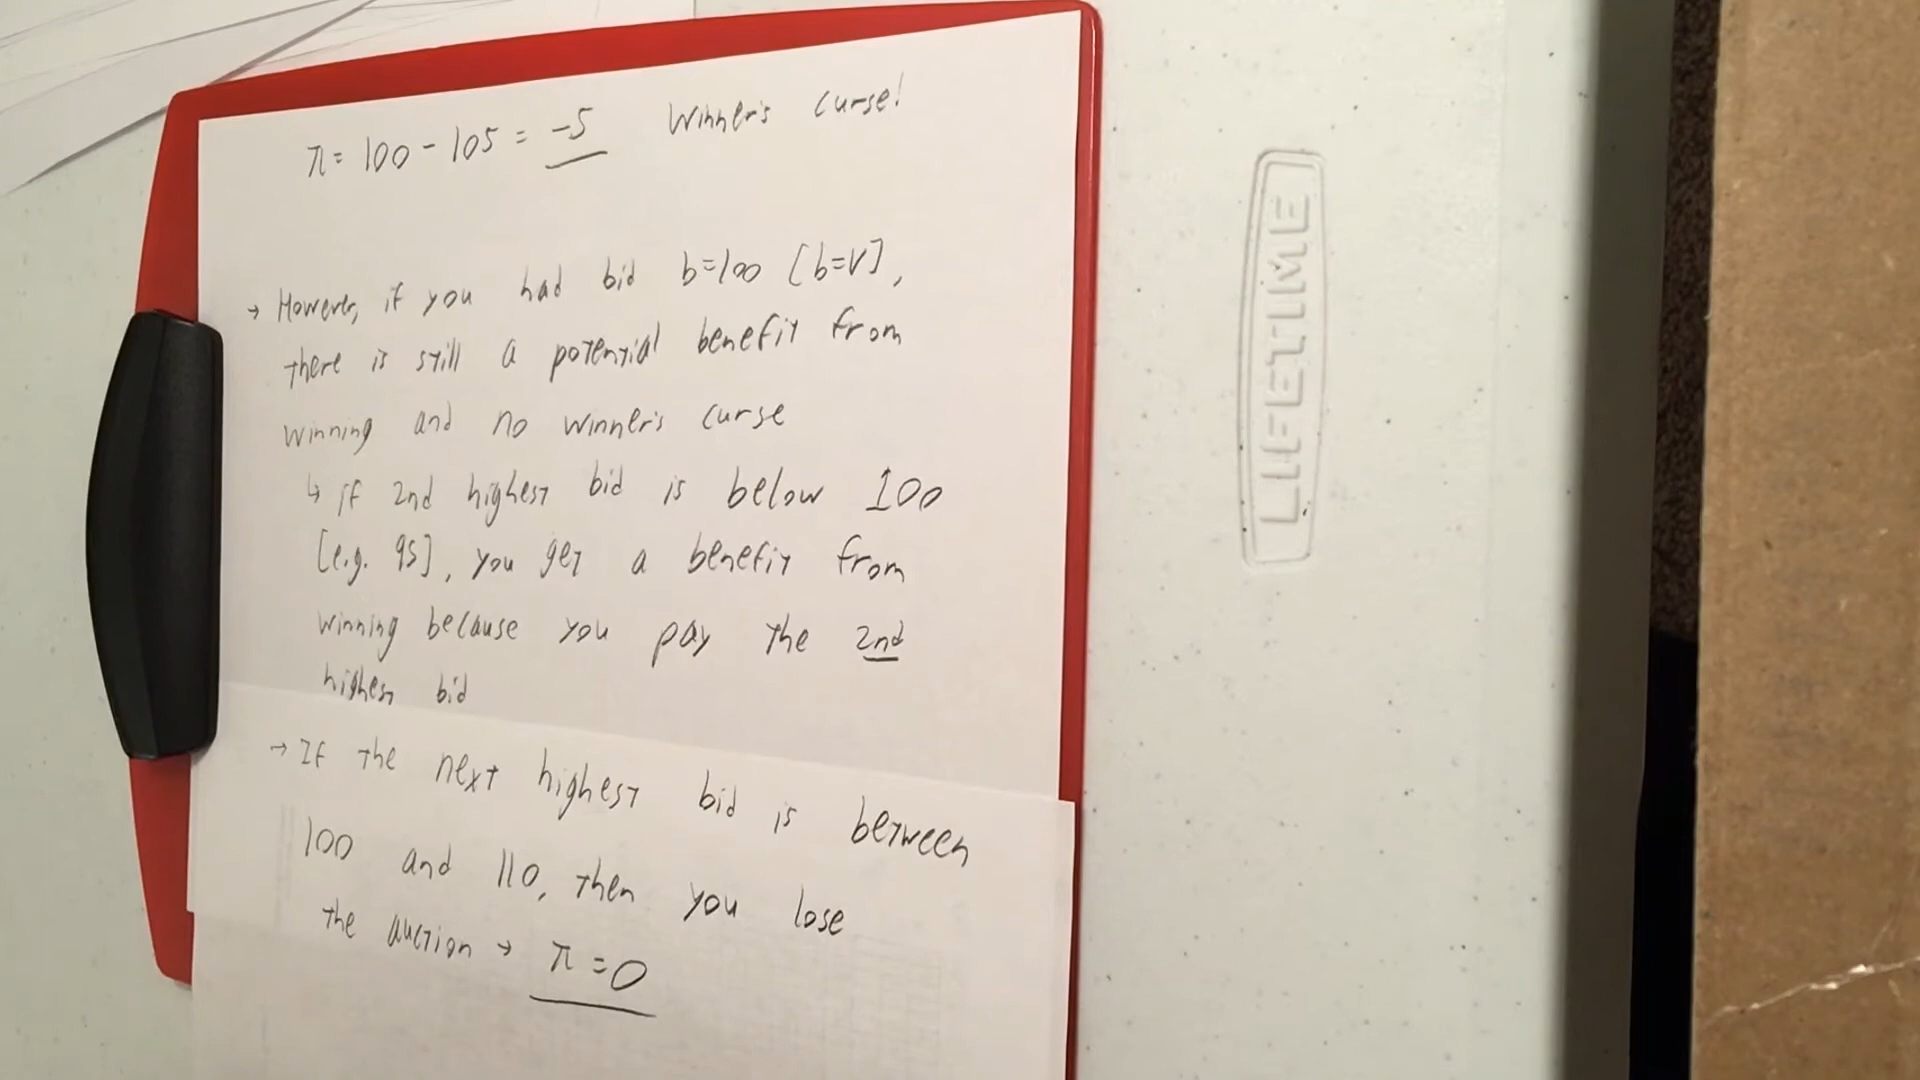 π = 100 - 105 = -5 Winner's curse!
→ However, if you had bid b=100 [b=V],
there is still a potential benefit from
winning and no winner's curse
↳ if 2nd highest bid is below 100
[e.g. 95], you get a benefit from
winning because you pay the 2nd
highest bid
→ If the next highest bid is between
100 and 110, then you lose
the auction → π = 0
LIFETIME